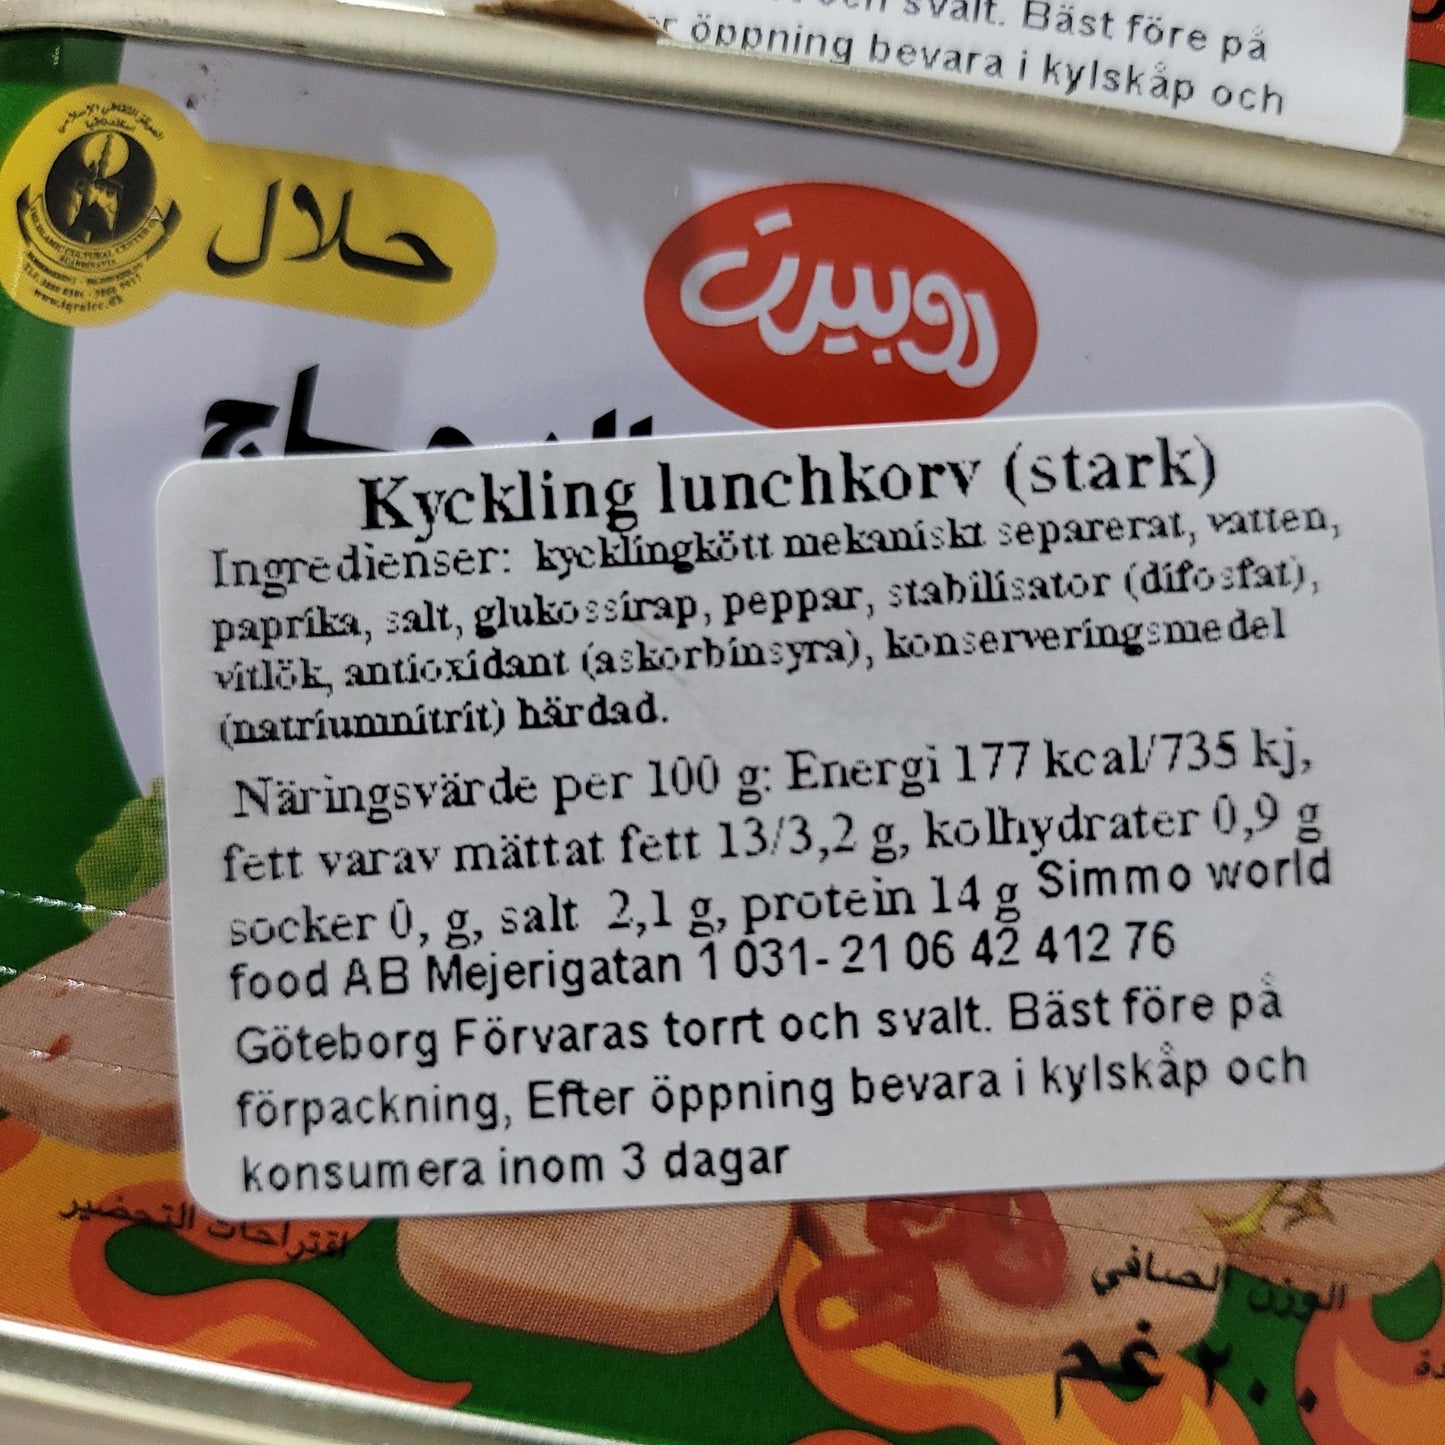 och svalt. Bäst före på
öppning bevara i kylskåp och
حلال
روبيرت
Kyckling lunchkorv (stark)
Ingredienser: kycklingkött mekaniskt separerat, vatten,
paprika, salt, glukossirap, peppar, stabilisator (difosfat),
vitlök, antioxidant (askorbinsyra), konserveringsmedel
(natriumnitrit) härdad.
Näringsvärde per 100 g: Energi 177 kcal/735 kj,
fett varav mättat fett 13/3,2 g, kolhydrater 0,9 g
socker 0, g, salt 2,1 g, protein 14 g Simmo world
food AB Mejerigatan 1 031- 21 06 42 412 76
Göteborg Förvaras torrt och svalt. Bäst före på
förpackning, Efter öppning bevara i kylskåp och
konsumera inom 3 dagar
اقتراحات التحضير
الوزن الصافي
٢٠٠ غم